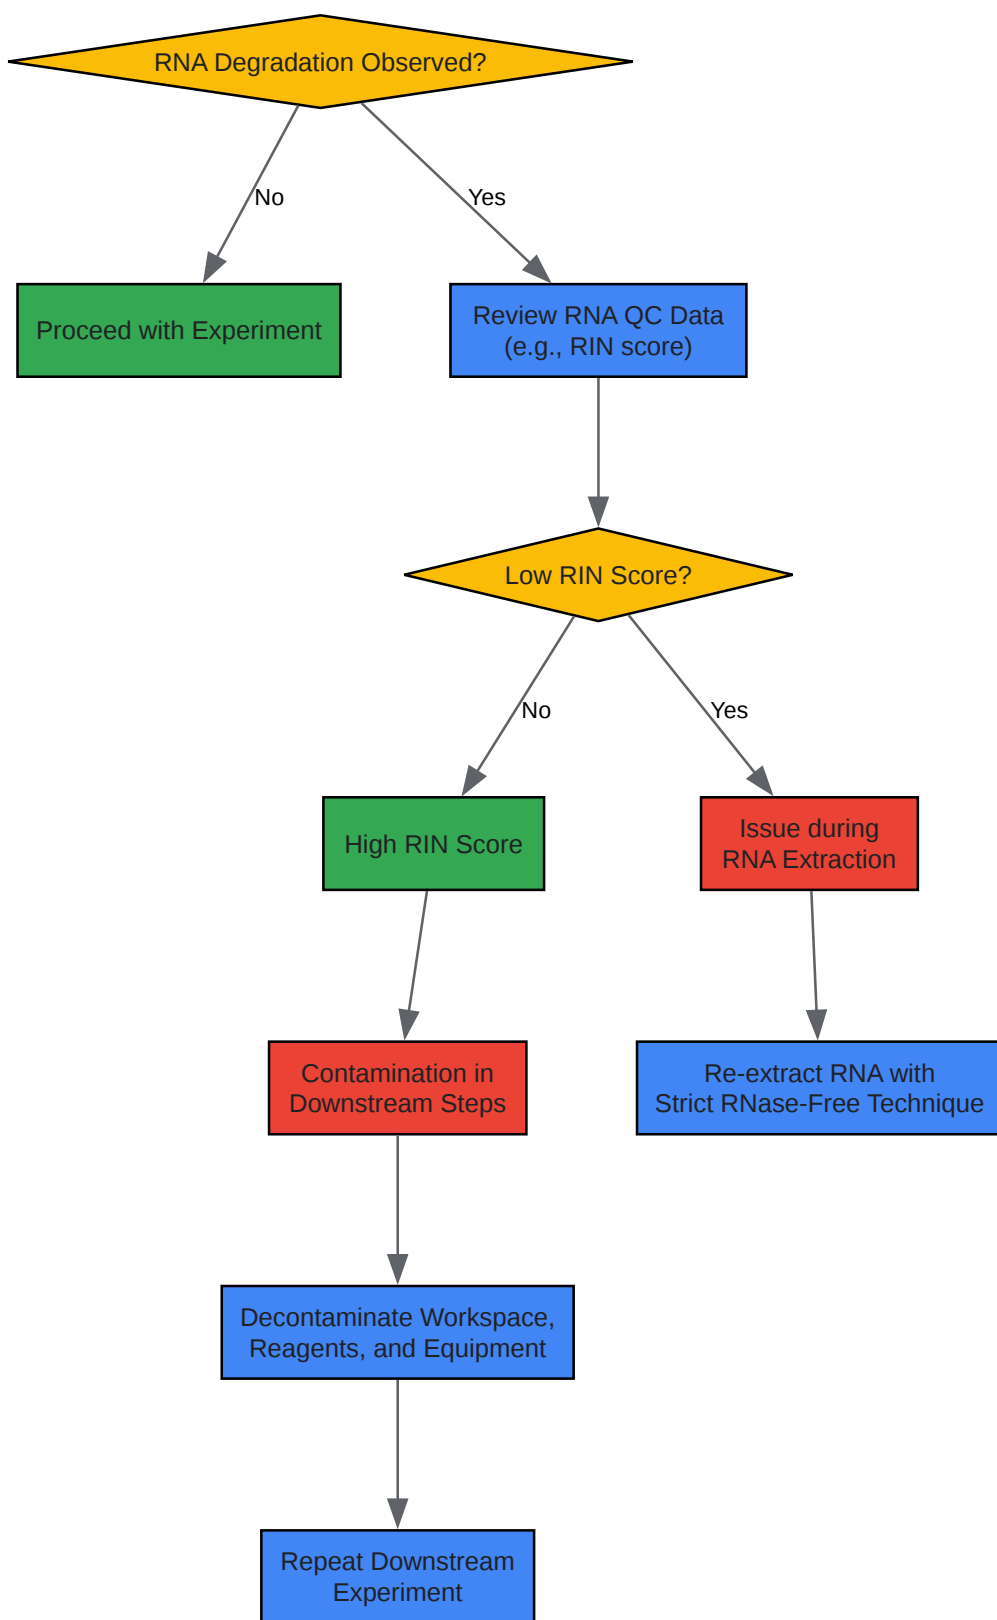 RNA Degradation Observed?
No
Yes
Proceed with Experiment
Review RNA QC Data
(e.g., RIN score)
Low RIN Score?
No
Yes
High RIN Score
Issue during
RNA Extraction
Contamination in
Downstream Steps
Re-extract RNA with
Strict RNase-Free Technique
Decontaminate Workspace,
Reagents, and Equipment
Repeat Downstream
Experiment